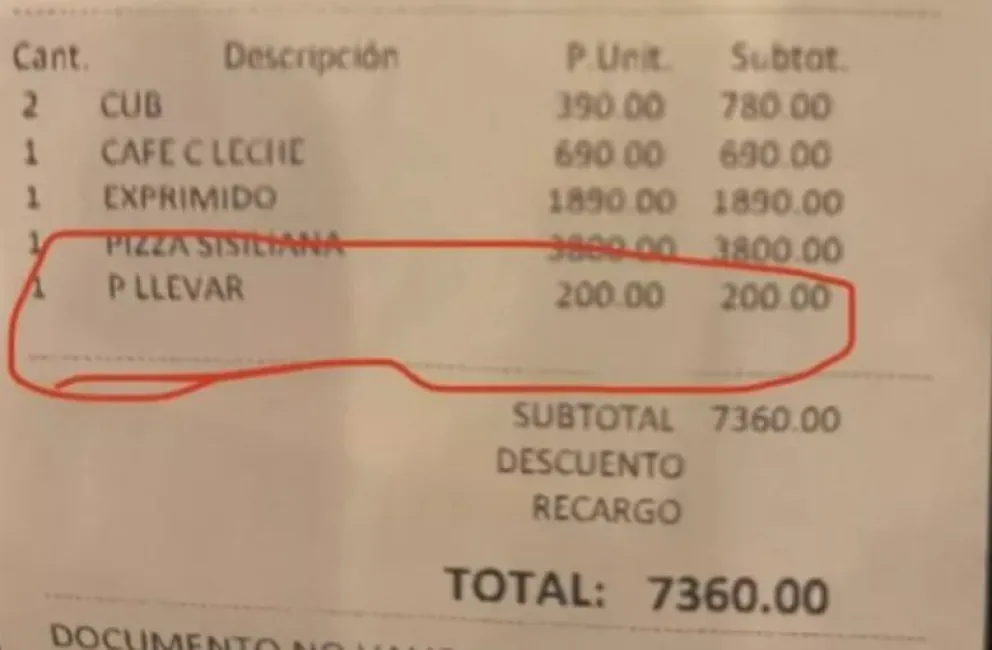 Cant. Descripción P.Unit. Subtot.
2 CUB 390.00 780.00
1 CAFE C LECHE 690.00 690.00
1 EXPRIMIDO 1890.00 1890.00
1 PIZZA SISILIANA 3800.00 3800.00
1 P LLEVAR 200.00 200.00
SUBTOTAL 7360.00
DESCUENTO
RECARGO
TOTAL: 7360.00
DOCUMENTO NO